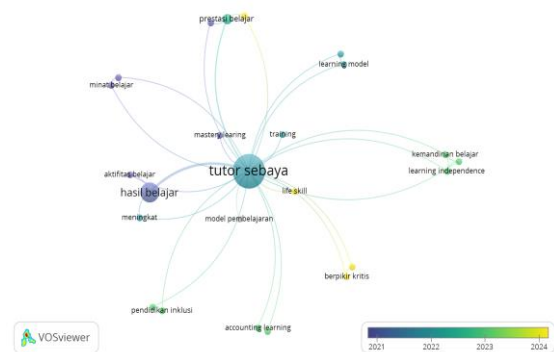 prestasi belajar
learning model
minat belajar
mastery learing
training
kemandirian belajar
tutor sebaya
learning independence
aktifitas belajar
hasil belajar
life skill
meningkat
model pembelajaran
berpikir kritis
pendidikan inklusi
accounting learning
VOSviewer
2021 2022 2023 2024